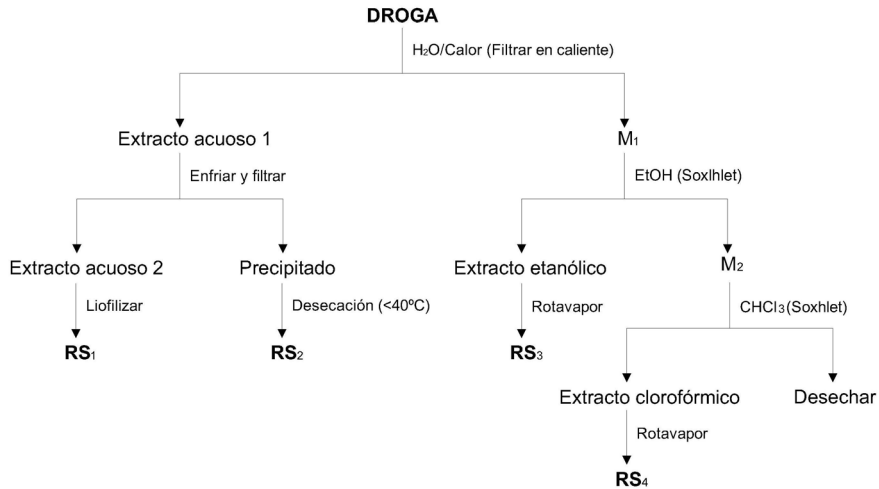 DROGA
H₂O/Calor (Filtrar en caliente)
Extracto acuoso 1
M₁
Enfriar y filtrar
EtOH (Soxlhlet)
Extracto acuoso 2
Precipitado
Extracto etanólico
M₂
Liofilizar
Desecación (<40ºC)
Rotavapor
CHCl₃(Soxhlet)
RS₁
RS₂
RS₃
Extracto clorofórmico
Desechar
Rotavapor
RS₄